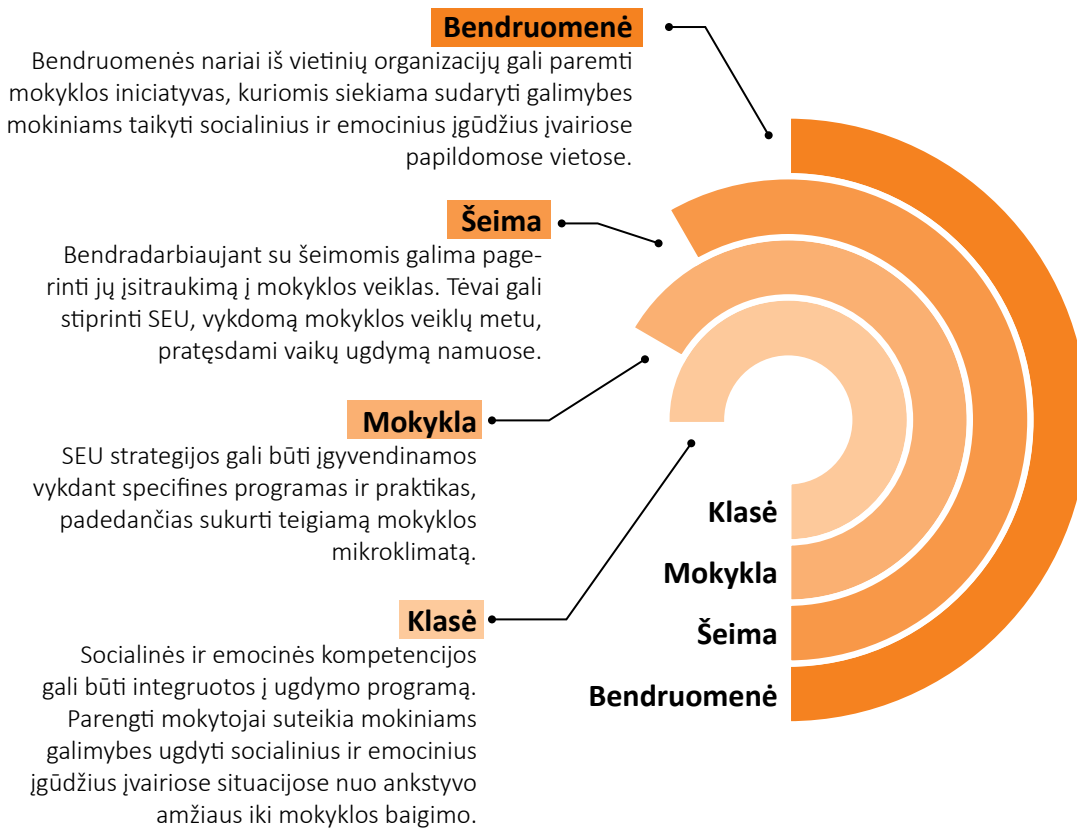 Bendruomenė
Bendruomenės nariai iš vietinių organizacijų gali paremti
mokyklos iniciatyvas, kuriomis siekiama sudaryti galimybes
mokiniams taikyti socialinius ir emocinius įgūdžius įvairiose
papildomose vietose.
Šeima
Bendradarbiaujant su šeimomis galima page-
rinti jų įsitraukimą į mokyklos veiklas. Tėvai gali
stiprinti SEU, vykdomą mokyklos veiklų metu,
pratęsdami vaikų ugdymą namuose.
Mokykla
SEU strategijos gali būti įgyvendinamos
vykdant specifines programas ir praktikas,
padedančias sukurti teigiamą mokyklos
mikroklimatą.
Klasė
Socialinės ir emocinės kompetencijos
gali būti integruotos į ugdymo programą.
Parengti mokytojai suteikia mokiniams
galimybes ugdyti socialinius ir emocinius
įgūdžius įvairiose situacijose nuo ankstyvo
amžiaus iki mokyklos baigimo.
Klasė
Mokykla
Šeima
Bendruomenė